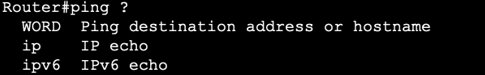 Router#ping ?
  WORD  Ping destination address or hostname
  ip    IP echo
  ipv6  IPv6 echo